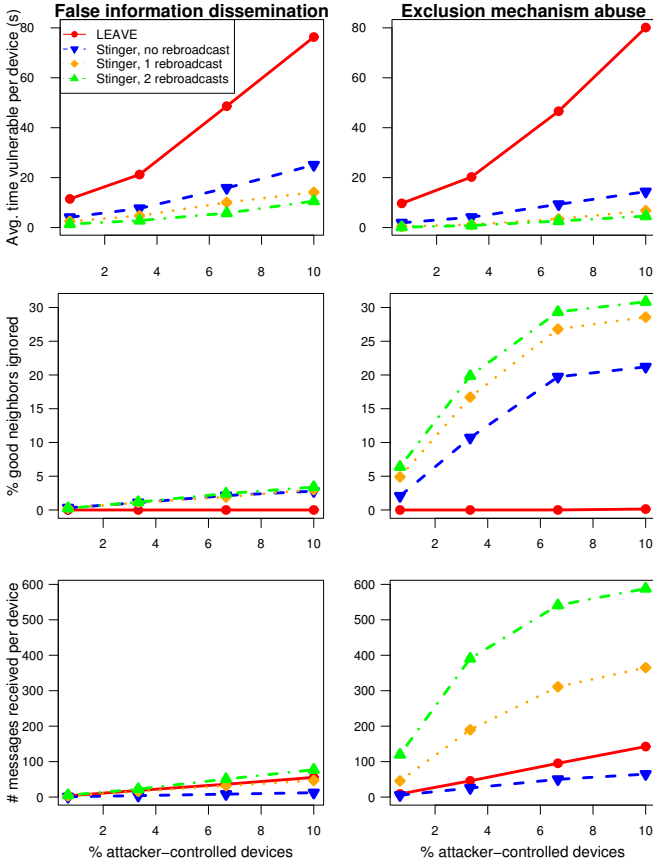 False information dissemination
Exclusion mechanism abuse
Avg. time vulnerable per device (s)
80
60
40
20
0
LEAVE
Stinger, no rebroadcast
Stinger, 1 rebroadcast
Stinger, 2 rebroadcasts
2 4 6 8 10
80
60
40
20
0
2 4 6 8 10
% good neighbors ignored
30
25
20
15
10
5
0
2 4 6 8 10
30
25
20
15
10
5
0
2 4 6 8 10
# messages received per device
600
500
400
300
200
100
0
2 4 6 8 10
% attacker−controlled devices
600
500
400
300
200
100
0
2 4 6 8 10
% attacker−controlled devices